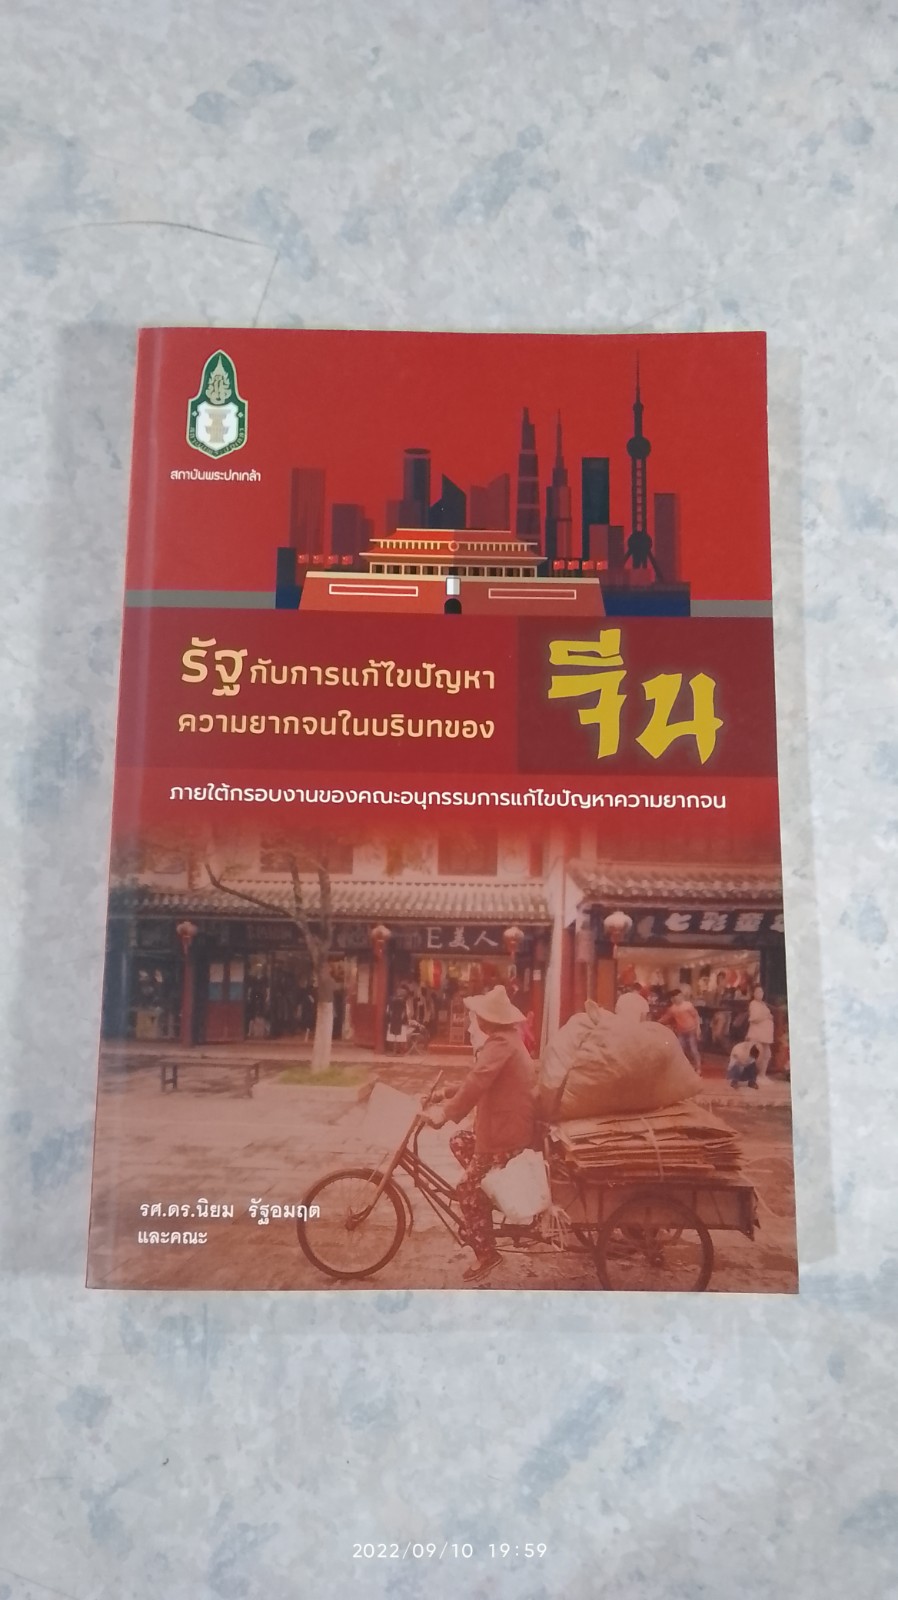 สถาบันพระปกเกล้า
รัฐกับการแก้ไขปัญหา
ความยากจนในบริบทของ
จีน
ภายใต้กรอบงานของคณะอนุกรรมการแก้ไขปัญหาความยากจน
E美人
七彩童
รศ.ดร.นิยม รัฐอมฤต
และคณะ
2022/09/10 19:59